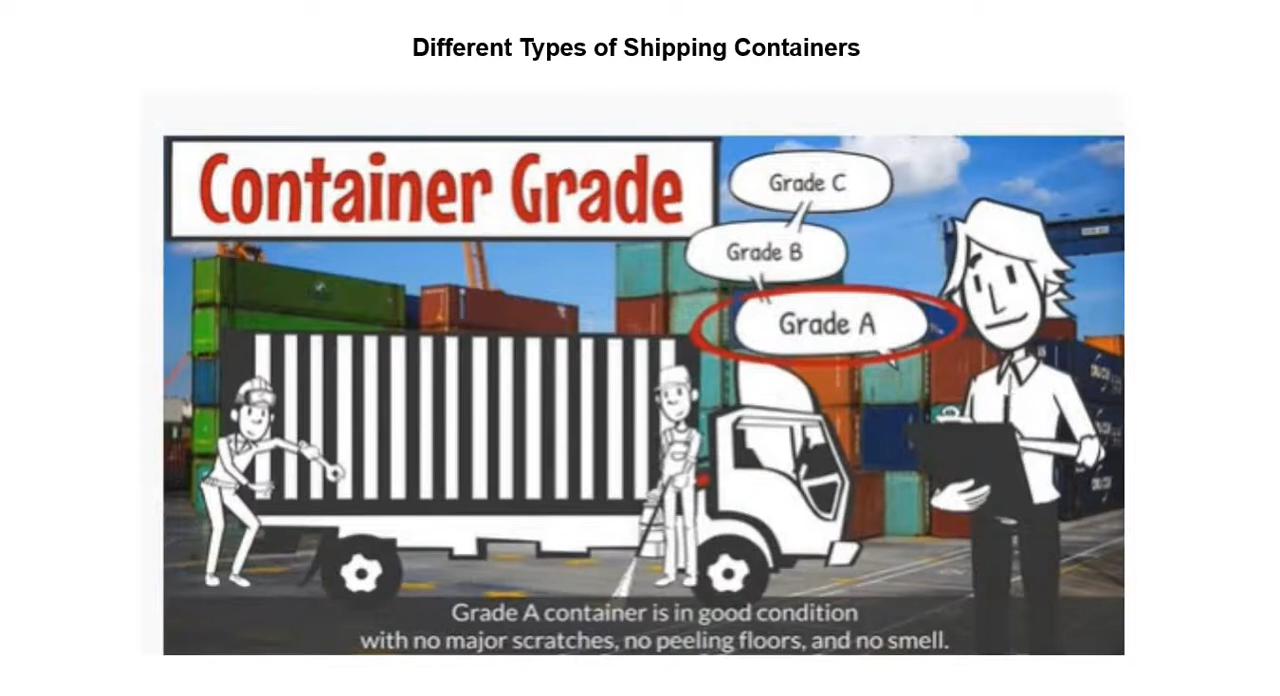 Different Types of Shipping Containers
Container Grade
Grade C
Grade B
Grade A
Grade A container is in good condition
with no major scratches, no peeling floors, and no smell.